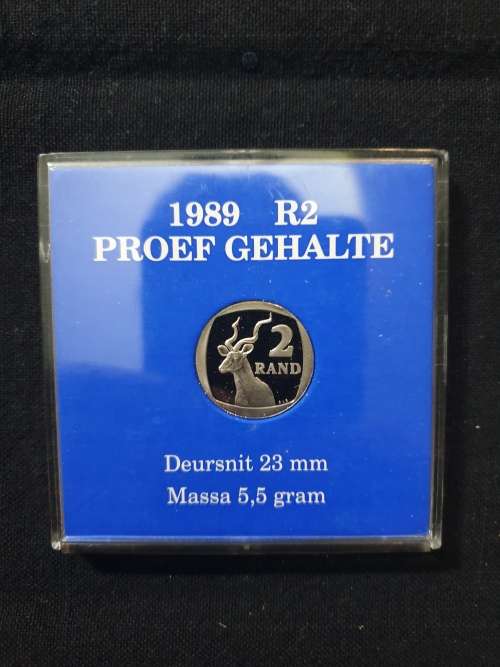 1989 R2
PROEF GEHALTE
2
RAND
Deursnit 23 mm
Massa 5,5 gram